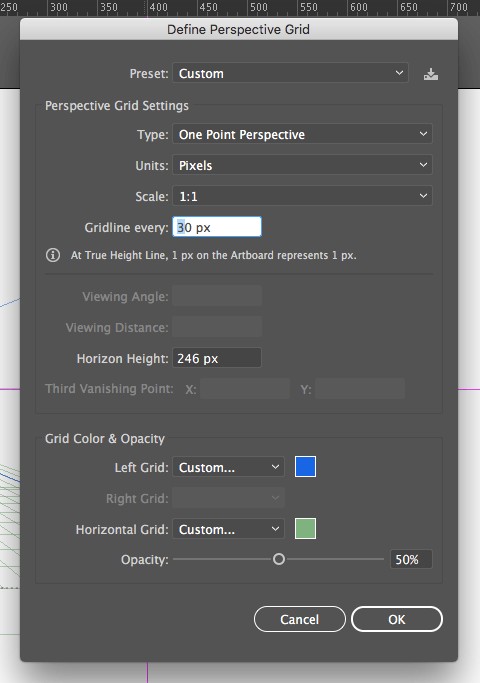 250 300 350 400 450 500 550 600 650 700
Define Perspective Grid
Preset: Custom
Perspective Grid Settings
Type: One Point Perspective
Units: Pixels
Scale: 1:1
Gridline every: 30 px
At True Height Line, 1 px on the Artboard represents 1 px.
Viewing Angle:
Viewing Distance:
Horizon Height: 246 px
Third Vanishing Point: X: Y:
Grid Color & Opacity
Left Grid: Custom...
Right Grid:
Horizontal Grid: Custom...
Opacity: 50%
Cancel OK